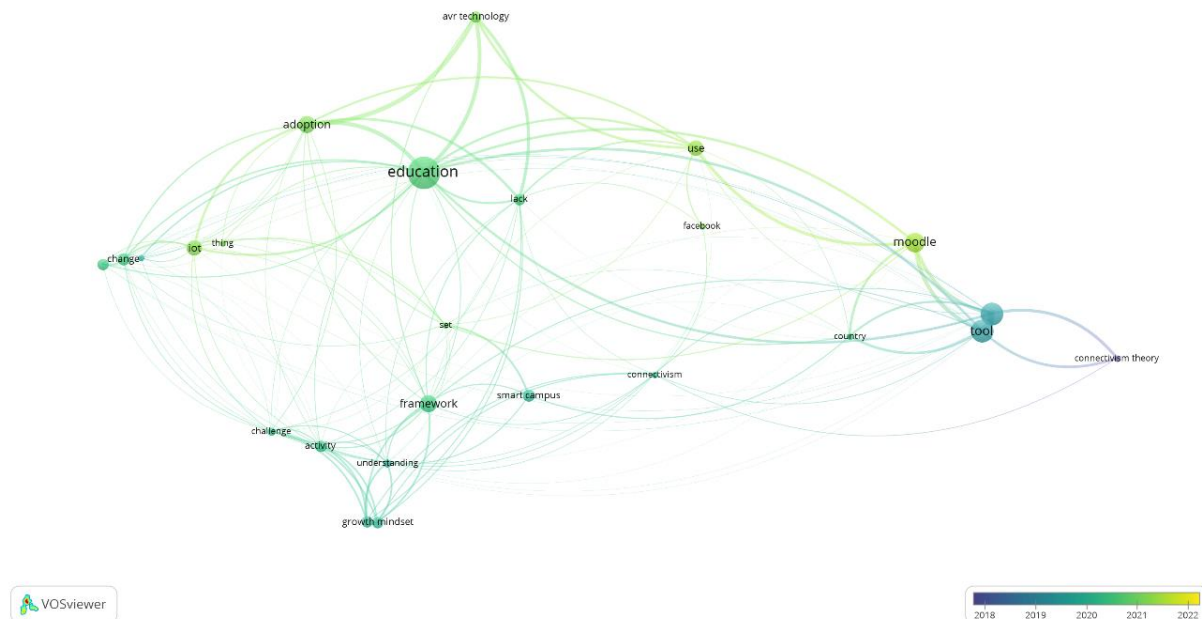 avr technology
adoption
use
education
lack
facebook
thing
iot
moodle
change
set
tool
country
connectivism theory
connectivism
smart campus
framework
challenge
activity
understanding
growth mindset
VOSviewer
2018 2019 2020 2021 2022